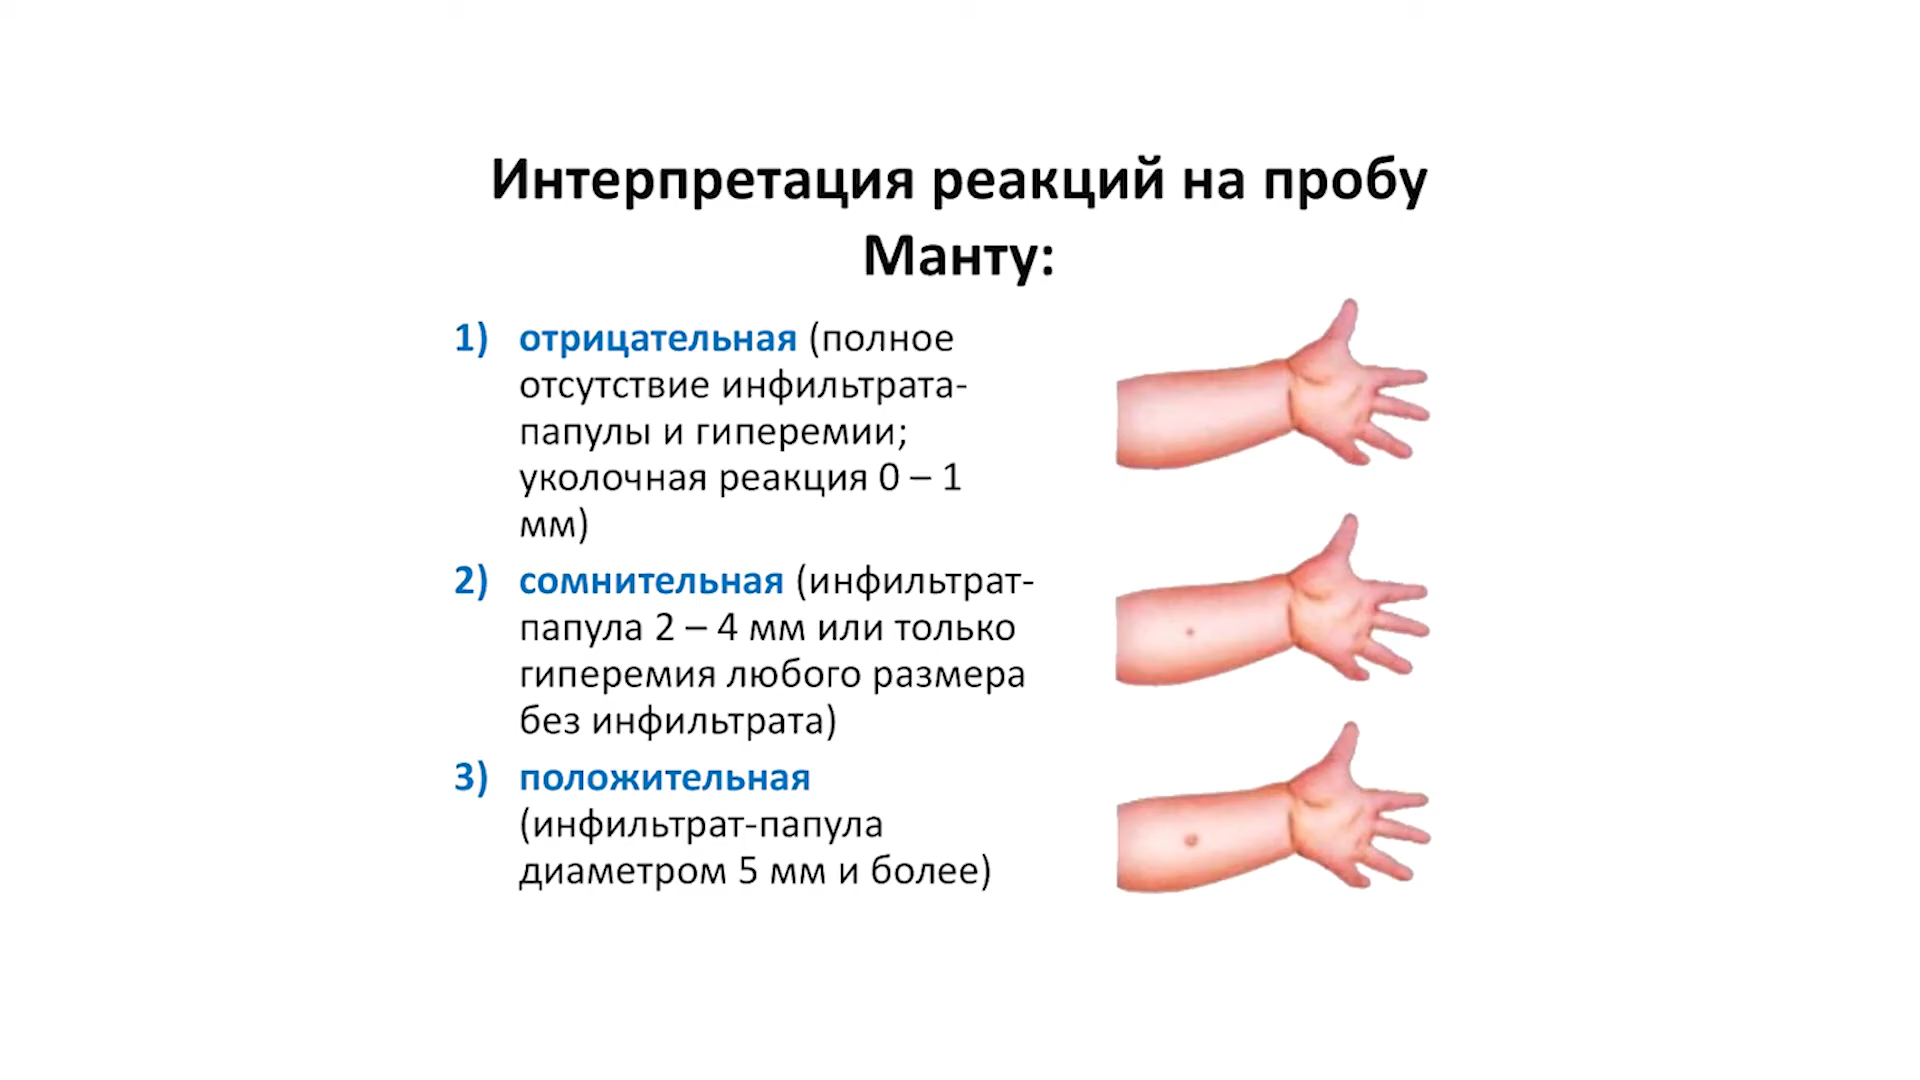 Интерпретация реакций на пробу
Манту:
1) отрицательная (полное
отсутствие инфильтрата-
папулы и гиперемии;
уколочная реакция 0 – 1
мм)
2) сомнительная (инфильтрат-
папула 2 – 4 мм или только
гиперемия любого размера
без инфильтрата)
3) положительная
(инфильтрат-папула
диаметром 5 мм и более)